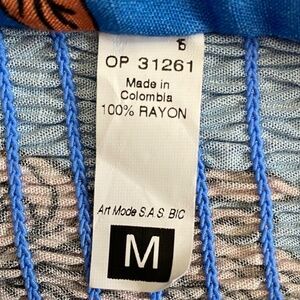 OP 31261
Made in
Colombia
100% RAYON
Art Mode S.A.S. BIC
M